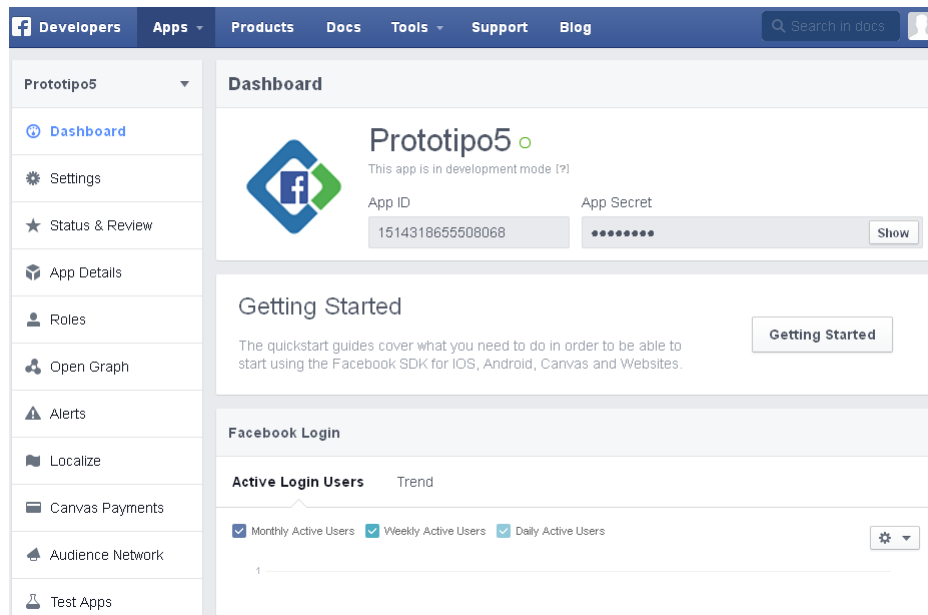 Developers Apps Products Docs Tools Support Blog Search in docs
Prototipo5
Dashboard
Settings
Status & Review
App Details
Roles
Open Graph
Alerts
Localize
Canvas Payments
Audience Network
Test Apps
Dashboard
Prototipo5
This app is in development mode [?]
App ID App Secret
1514318655508068 •••••••• Show
Getting Started
The quickstart guides cover what you need to do in order to be able to
start using the Facebook SDK for IOS, Android, Canvas and Websites.
Getting Started
Facebook Login
Active Login Users Trend
Monthly Active Users Weekly Active Users Daily Active Users
1